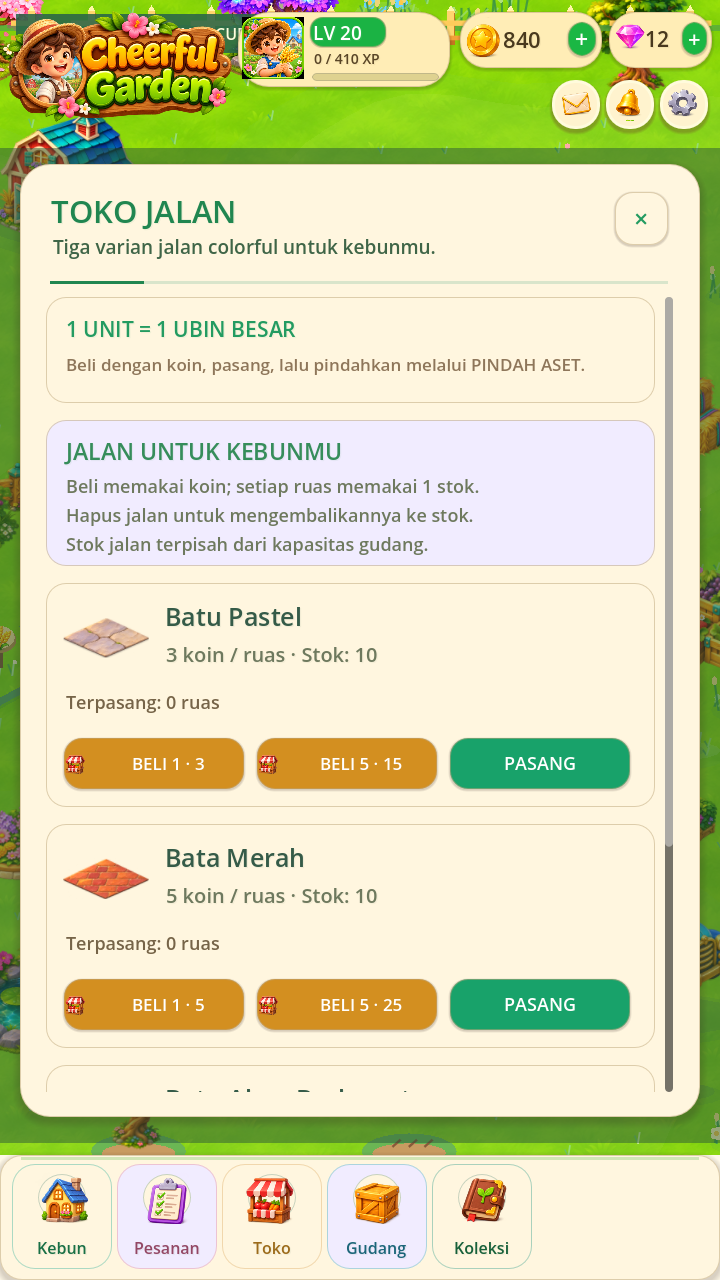 Cheerful
Garden
LV 20
0 / 410 XP
840
+
12
+
TOKO JALAN
Tiga varian jalan colorful untuk kebunmu.
×
1 UNIT = 1 UBIN BESAR
Beli dengan koin, pasang, lalu pindahkan melalui PINDAH ASET.
JALAN UNTUK KEBUNMU
Beli memakai koin; setiap ruas memakai 1 stok.
Hapus jalan untuk mengembalikannya ke stok.
Stok jalan terpisah dari kapasitas gudang.
Batu Pastel
3 koin / ruas · Stok: 10
Terpasang: 0 ruas
BELI 1 · 3
BELI 5 · 15
PASANG
Bata Merah
5 koin / ruas · Stok: 10
Terpasang: 0 ruas
BELI 1 · 5
BELI 5 · 25
PASANG
Kebun
Pesanan
Toko
Gudang
Koleksi